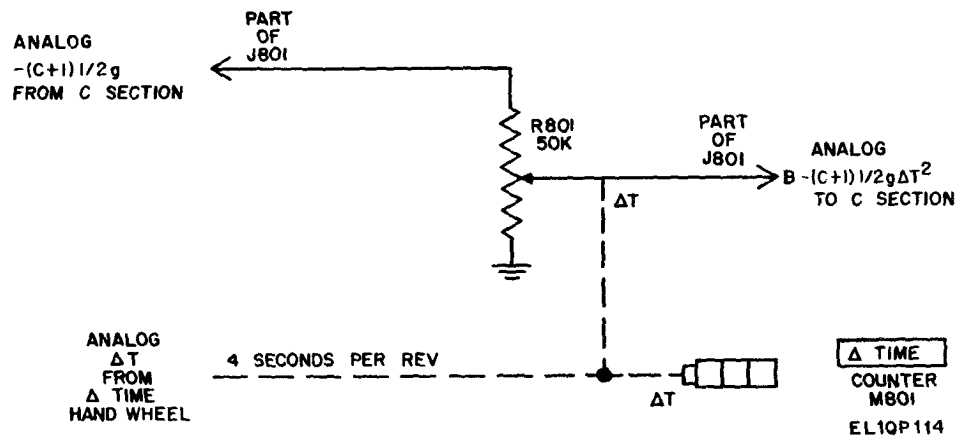 ANALOG
-(C+1) 1/2g
FROM C SECTION
PART
OF
J801
R801
50K
PART
OF
J801
ANALOG
B -(C+1) 1/2gΔT²
TO C SECTION
ΔT
ANALOG
ΔT
FROM
Δ TIME
HAND WHEEL
4 SECONDS PER REV
ΔT
Δ TIME
COUNTER
M801
EL1QP114